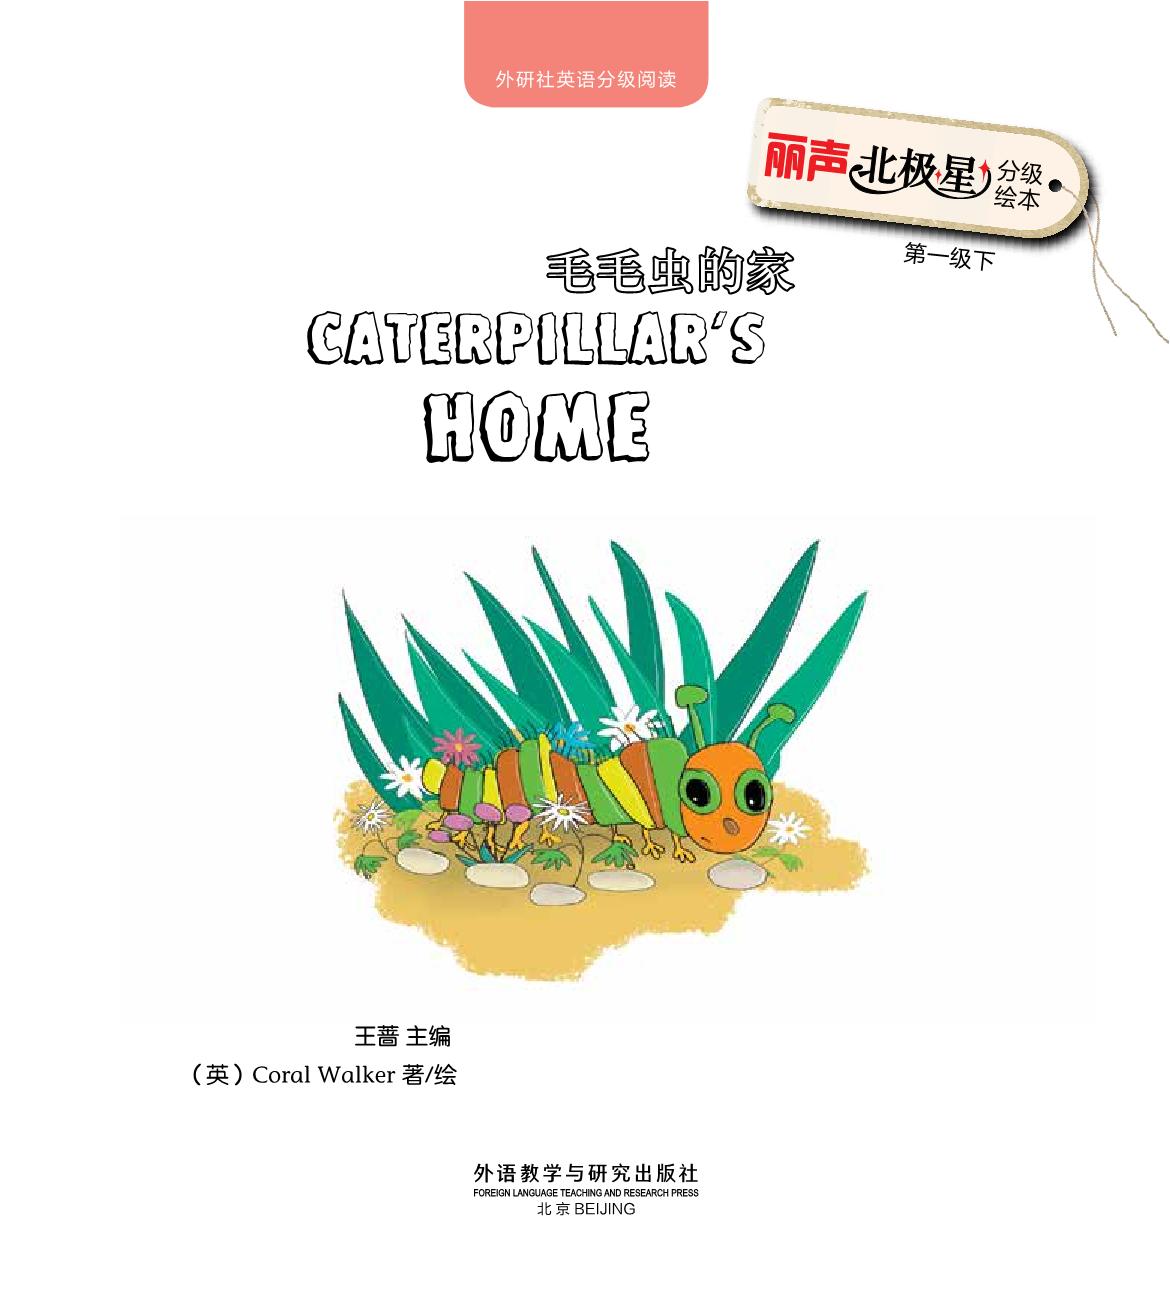 外研社英语分级阅读
丽声北极星分级
绘本
第一级下
毛毛虫的家
CATERPILLAR'S
HOME
王蔷 主编
（英）Coral Walker 著/绘
外语教学与研究出版社
FOREIGN LANGUAGE TEACHING AND RESEARCH PRESS
北京 BEIJING